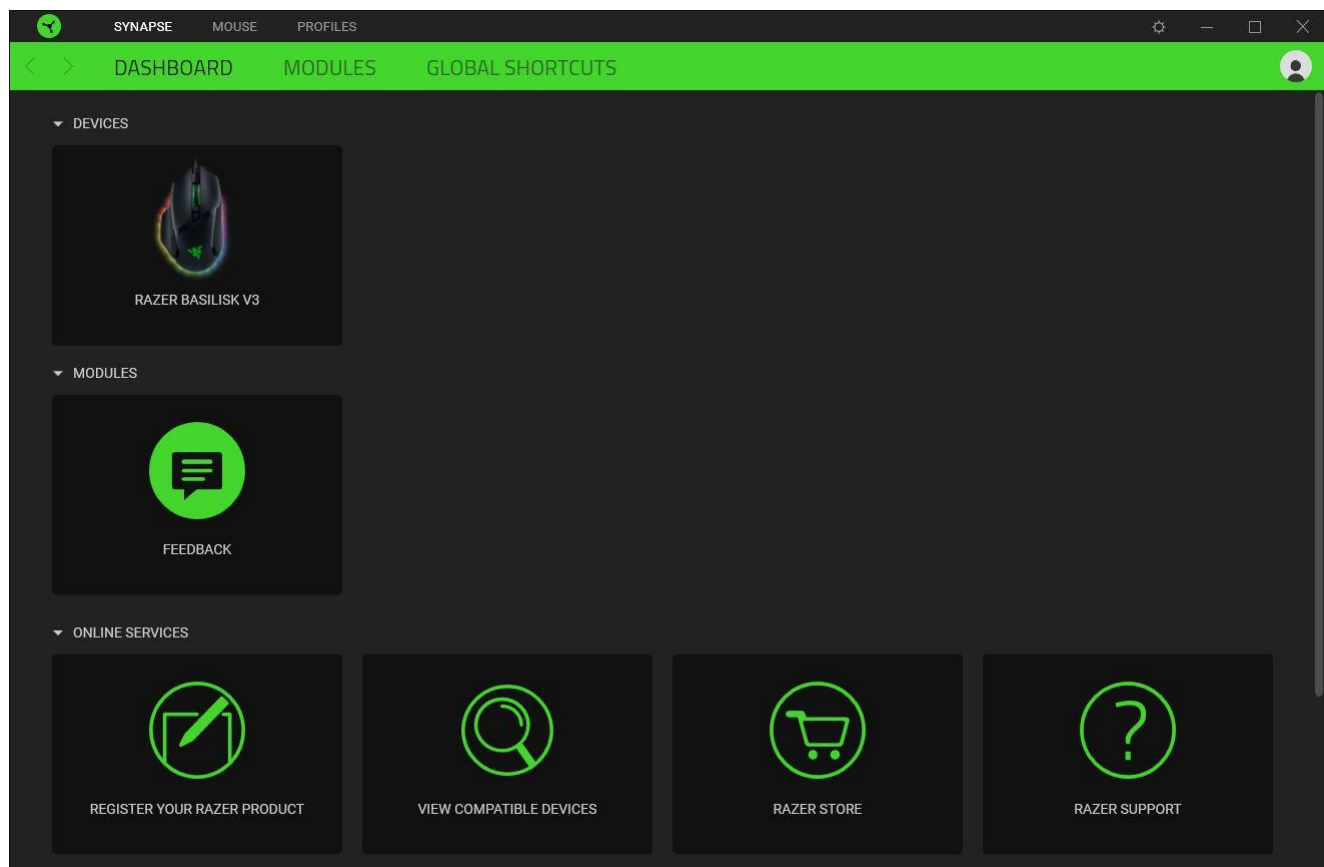 SYNAPSE MOUSE PROFILES
DASHBOARD MODULES GLOBAL SHORTCUTS
DEVICES
RAZER BASILISK V3
MODULES
FEEDBACK
ONLINE SERVICES
REGISTER YOUR RAZER PRODUCT
VIEW COMPATIBLE DEVICES
RAZER STORE
RAZER SUPPORT